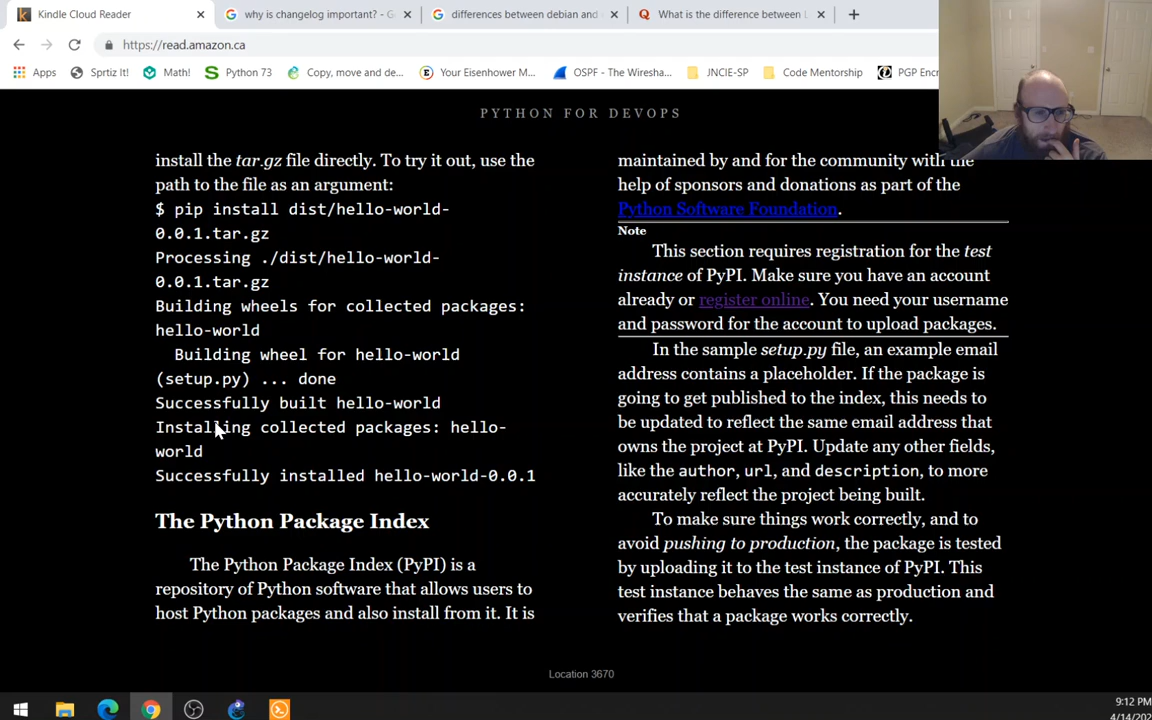 Kindle Cloud Reader
why is changelog important? - G
differences between debian and
What is the difference between
https://read.amazon.ca
Apps
Sprtiz It!
Math!
Python 73
Copy, move and de...
Your Eisenhower M...
OSPF - The Wiresha...
JNCIE-SP
Code Mentorship
PGP Encr
PYTHON FOR DEVOPS
install the tar.gz file directly. To try it out, use the
path to the file as an argument:
$ pip install dist/hello-world-
0.0.1.tar.gz
Processing ./dist/hello-world-
0.0.1.tar.gz
Building wheels for collected packages:
hello-world
Building wheel for hello-world
(setup.py) ... done
Successfully built hello-world
Installing collected packages: hello-
world
Successfully installed hello-world-0.0.1
The Python Package Index
The Python Package Index (PyPI) is a
repository of Python software that allows users to
host Python packages and also install from it. It is
maintained by and for the community with the
help of sponsors and donations as part of the
Python Software Foundation.
Note
This section requires registration for the test
instance of PyPI. Make sure you have an account
already or register online. You need your username
and password for the account to upload packages.
In the sample setup.py file, an example email
address contains a placeholder. If the package is
going to get published to the index, this needs to
be updated to reflect the same email address that
owns the project at PyPI. Update any other fields,
like the author, url, and description, to more
accurately reflect the project being built.
To make sure things work correctly, and to
avoid pushing to production, the package is tested
by uploading it to the test instance of PyPI. This
test instance behaves the same as production and
verifies that a package works correctly.
Location 3670
9:12 PM
4/14/202